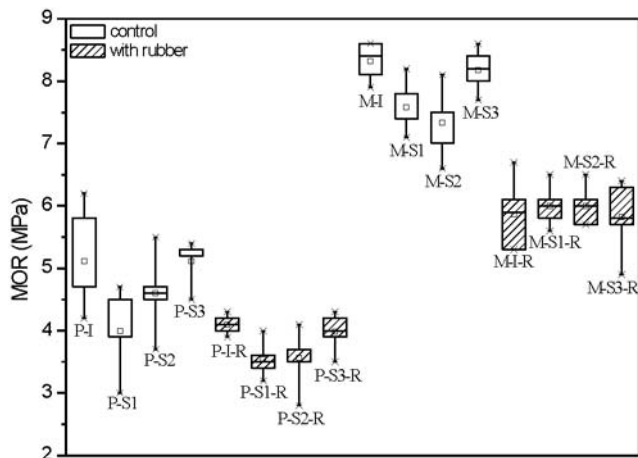 control
with rubber
MOR (MPa)
9
8
7
6
5
4
3
2
P-I
P-S1
P-S2
P-S3
P-I-R
P-S1-R
P-S2-R
P-S3-R
M-I
M-S1
M-S2
M-S3
M-I-R
M-S1-R
M-S2-R
M-S3-R